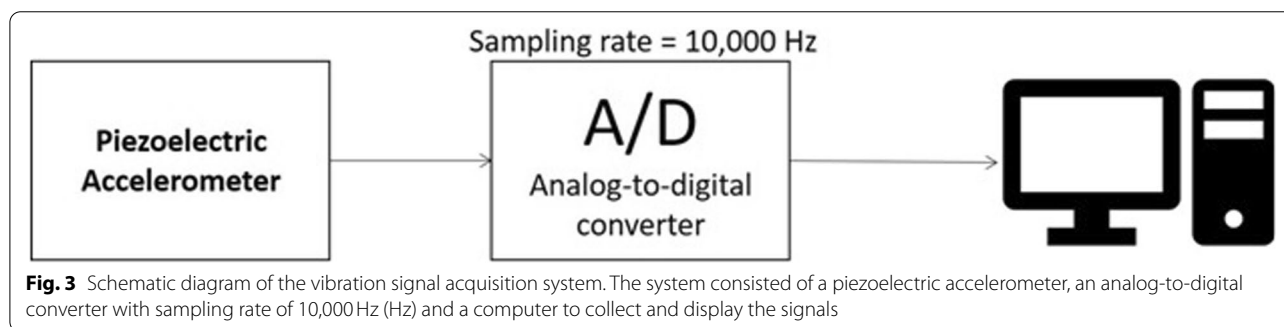 Sampling rate = 10,000 Hz
Piezoelectric
Accelerometer
A/D
Analog-to-digital
converter
Fig. 3 Schematic diagram of the vibration signal acquisition system. The system consisted of a piezoelectric accelerometer, an analog-to-digital
converter with sampling rate of 10,000 Hz (Hz) and a computer to collect and display the signals